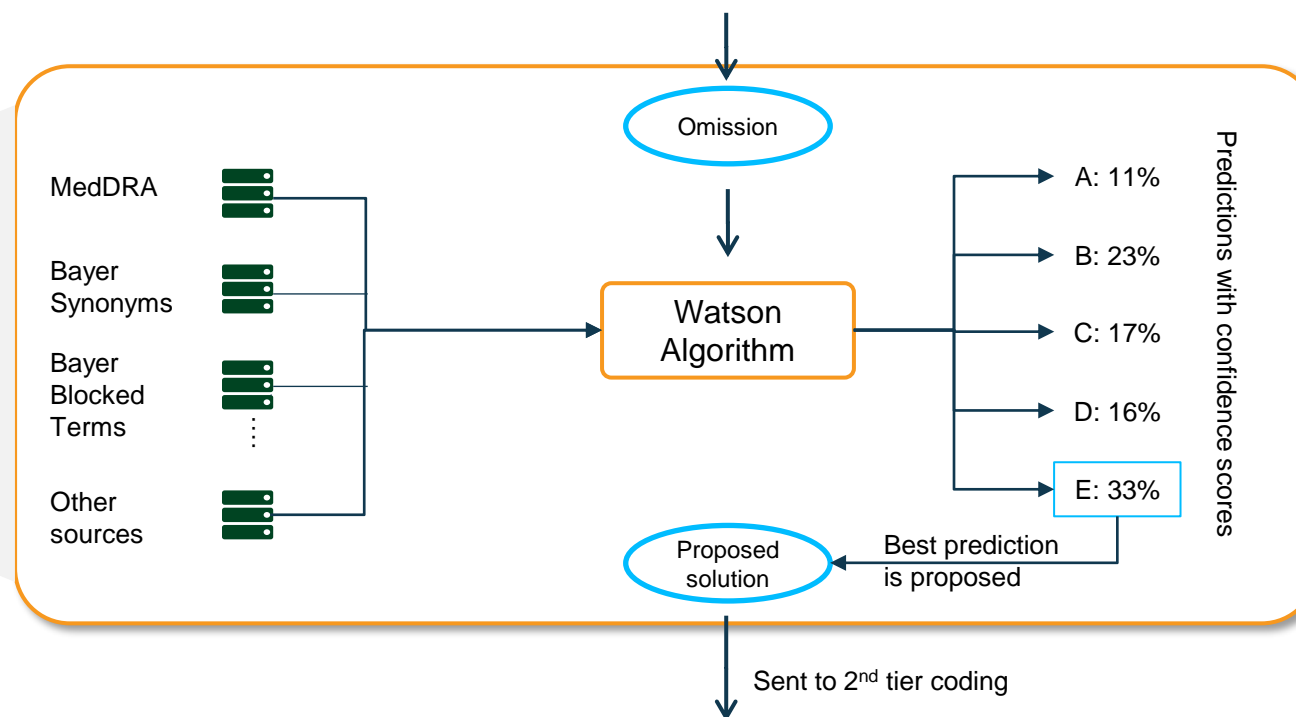 Omission
MedDRA
Bayer
Synonyms
Bayer
Blocked
Terms
Other
sources
Watson
Algorithm
A: 11%
B: 23%
C: 17%
D: 16%
E: 33%
Predictions with confidence scores
Best prediction
is proposed
Proposed
solution
Sent to 2nd tier coding